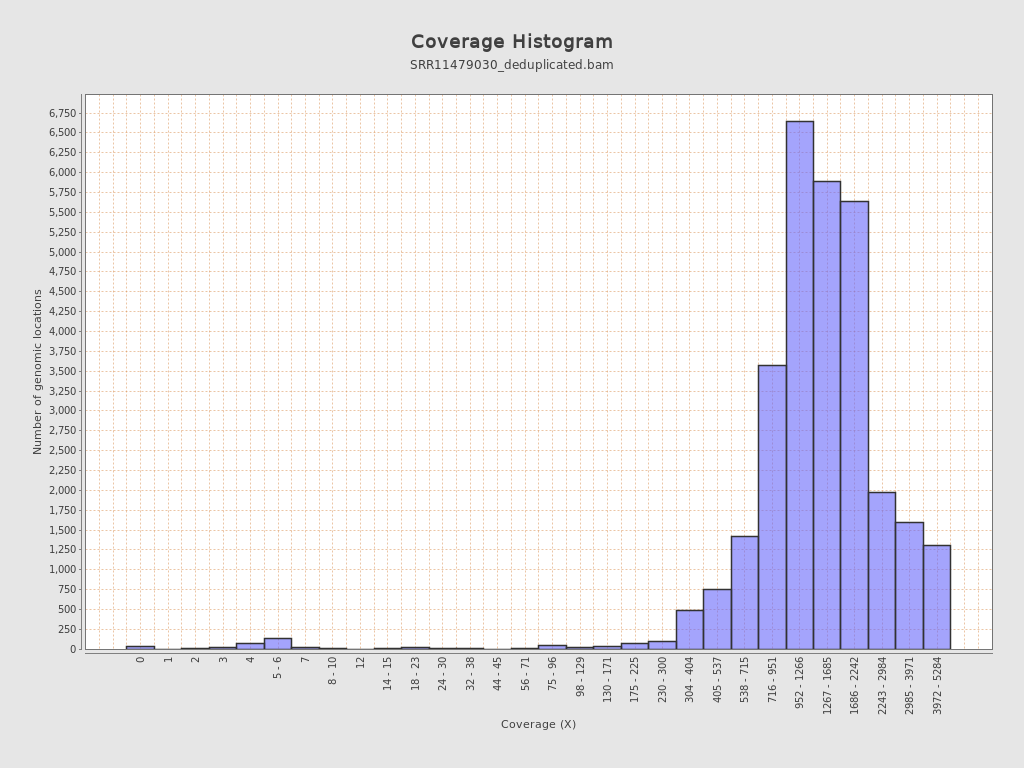 Coverage Histogram
SRR11479030_deduplicated.bam
6,750
6,500
6,250
6,000
5,750
5,500
5,250
5,000
4,750
4,500
4,250
4,000
3,750
3,500
3,250
3,000
2,750
2,500
2,250
2,000
1,750
1,500
1,250
1,000
750
500
250
0
Number of genomic locations
0
1
2
3
4
5 - 6
7
8 - 10
12
14 - 15
18 - 23
24 - 30
32 - 38
44 - 45
56 - 71
75 - 96
98 - 129
130 - 171
175 - 225
230 - 300
304 - 404
405 - 537
538 - 715
716 - 951
952 - 1266
1267 - 1685
1686 - 2242
2243 - 2984
2985 - 3971
3972 - 5284
Coverage (X)